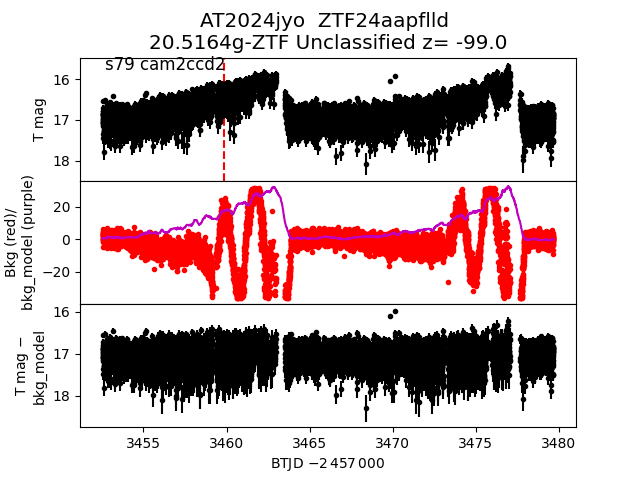 AT2024jyo  ZTF24aapflld
20.5164g-ZTF Unclassified z= -99.0
s79 cam2ccd2
16
17
18
T mag
20
0
−20
Bkg (red)/
bkg_model (purple)
16
17
18
T mag −
bkg_model
3455
3460
3465
3470
3475
3480
BTJD −2 457 000